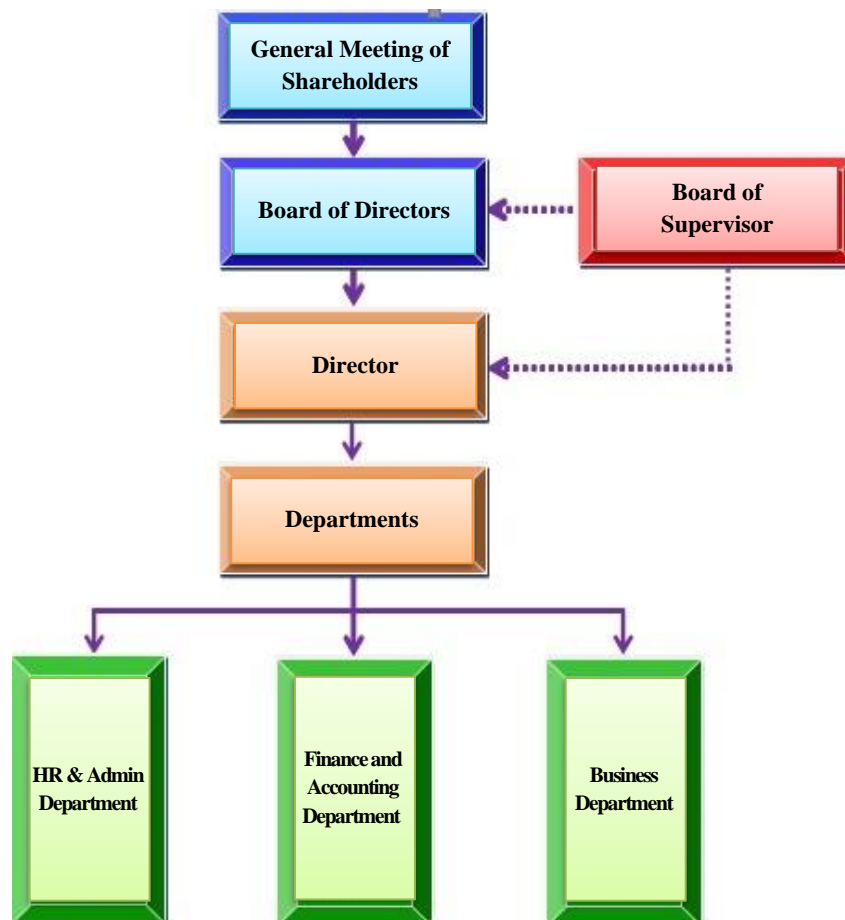 General Meeting of
Shareholders
Board of Directors
Board of
Supervisor
Director
Departments
HR & Admin
Department
Finance and
Accounting
Department
Business
Department